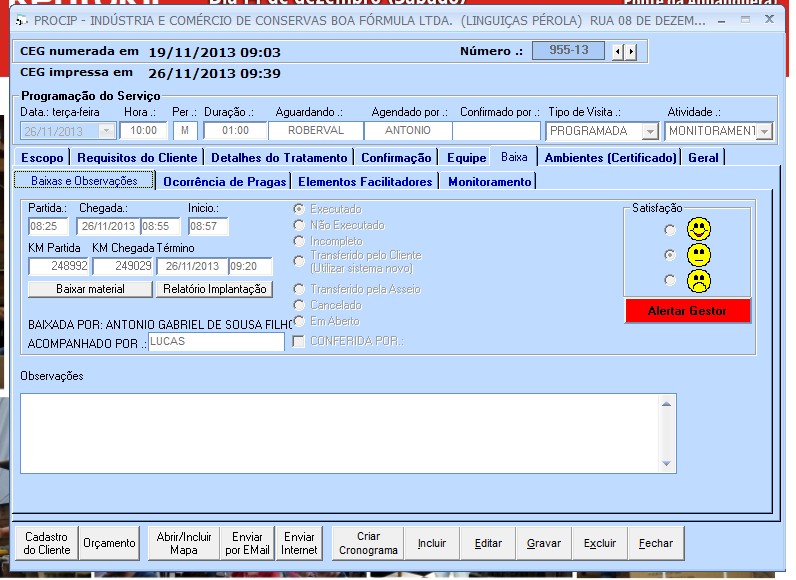 PROCIP - INDÚSTRIA E COMÉRCIO DE CONSERVAS BOA FÓRMULA LTDA. (LINGUIÇAS PÉROLA) RUA 08 DE DEZEM...
CEG numerada em 19/11/2013 09:03 Número .: 955-13
CEG impressa em 26/11/2013 09:39
Programação do Serviço
Data.: terça-feira Hora .: Per .: Duração .: Aguardando .: Agendado por .: Confirmado por .: Tipo de Visita .: Atividade .:
26/11/2013 10:00 M 01:00 ROBERVAL ANTONIO PROGRAMADA MONITORAMENT
Escopo Requisitos do Cliente Detalhes do Tratamento Confirmação Equipe Baixa Ambientes (Certificado) Geral
Baixas e Observações Ocorrência de Pragas Elementos Facilitadores Monitoramento
Partida.: Chegada.: Inicio.:
08:25 26/11/2013 08:55 08:57
KM Partida KM Chegada Término
248992 249029 26/11/2013 09:20
Baixar material Relatório Implantação
BAIXADA POR: ANTONIO GABRIEL DE SOUSA FILHO
ACOMPANHADO POR .: LUCAS
Executado
Não Executado
Incompleto
Transferido pelo Cliente
(Utilizar sistema novo)
Transferido pela Asseio
Cancelado
Em Aberto
CONFERIDA POR.:
Satisfação
Alertar Gestor
Observações
Cadastro do Cliente Orçamento Abrir/Incluir Mapa Enviar por EMail Enviar Internet Criar Cronograma Incluir Editar Gravar Excluir Fechar